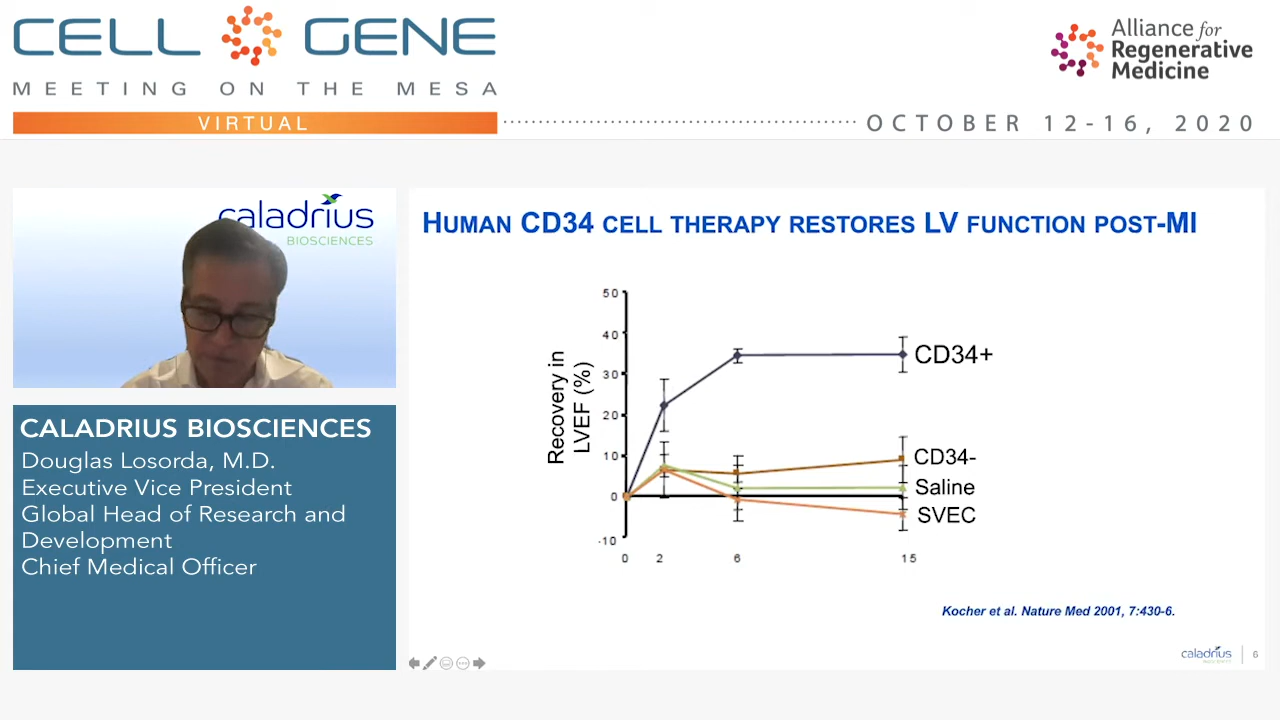 CELL GENE
MEETING ON THE MESA
VIRTUAL
Alliance for
Regenerative
Medicine
OCTOBER 12-16, 2020
caladrius
BIOSCIENCES
CALADRIUS BIOSCIENCES
Douglas Losorda, M.D.
Executive Vice President
Global Head of Research and
Development
Chief Medical Officer
HUMAN CD34 CELL THERAPY RESTORES LV FUNCTION POST-MI
Recovery in
LVEF (%)
50
40
30
20
10
0
-10
0 2 6 15
CD34+
CD34-
Saline
SVEC
Kocher et al. Nature Med 2001, 7:430-6.
caladrius
6